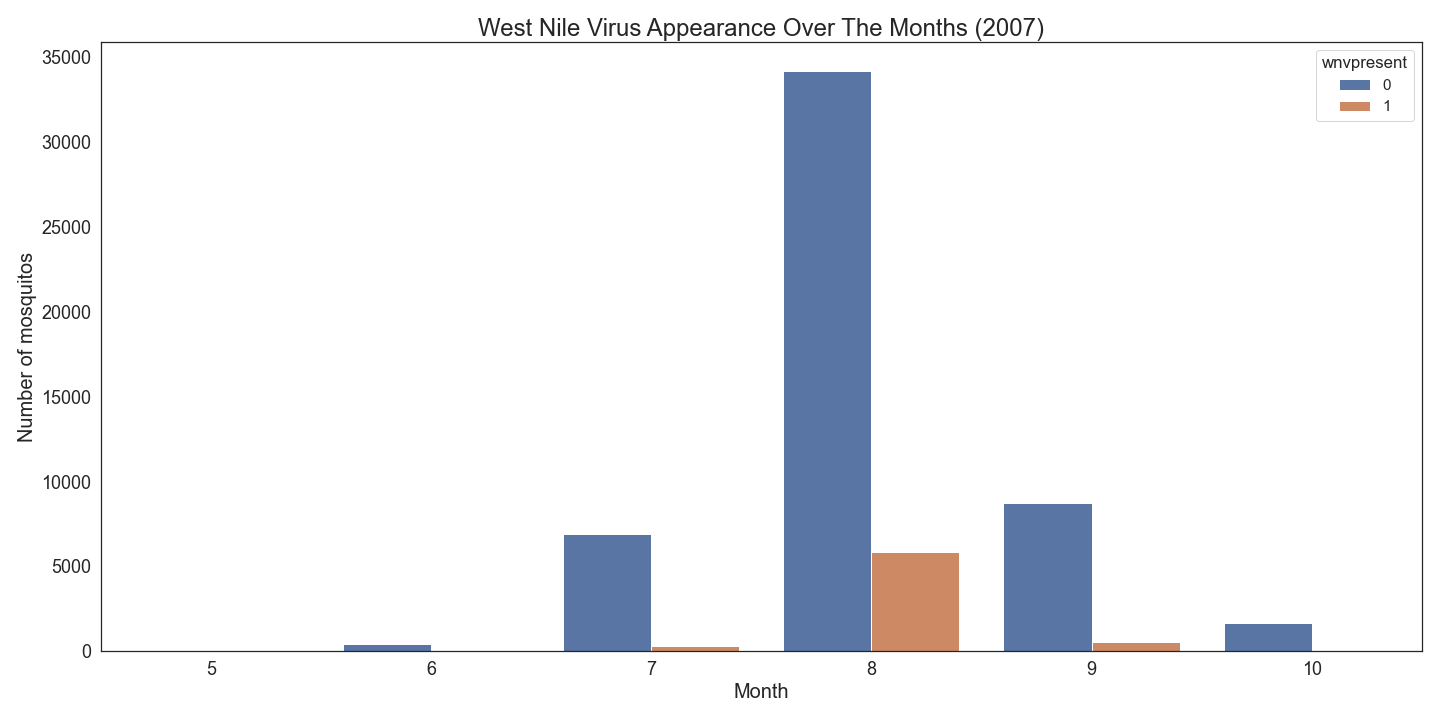 West Nile Virus Appearance Over The Months (2007)
wnvpresent
0
1
35000
30000
25000
20000
15000
10000
5000
0
Number of mosquitos
5 6 7 8 9 10
Month